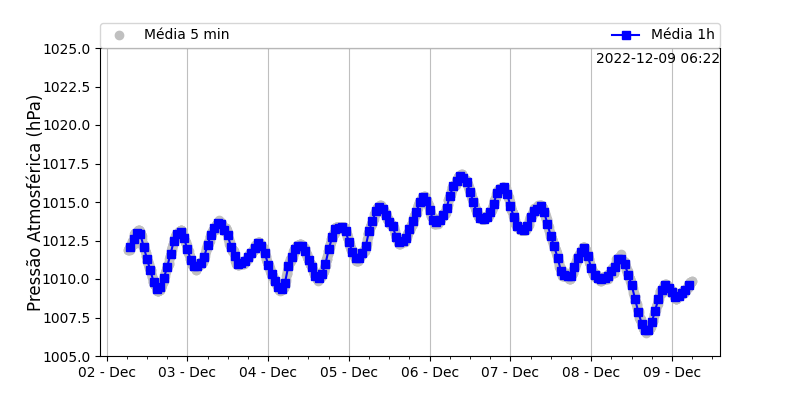 Média 5 min
Média 1h
2022-12-09 06:22
Pressão Atmosférica (hPa)
1025.0
1022.5
1020.0
1017.5
1015.0
1012.5
1010.0
1007.5
1005.0
02 - Dec
03 - Dec
04 - Dec
05 - Dec
06 - Dec
07 - Dec
08 - Dec
09 - Dec